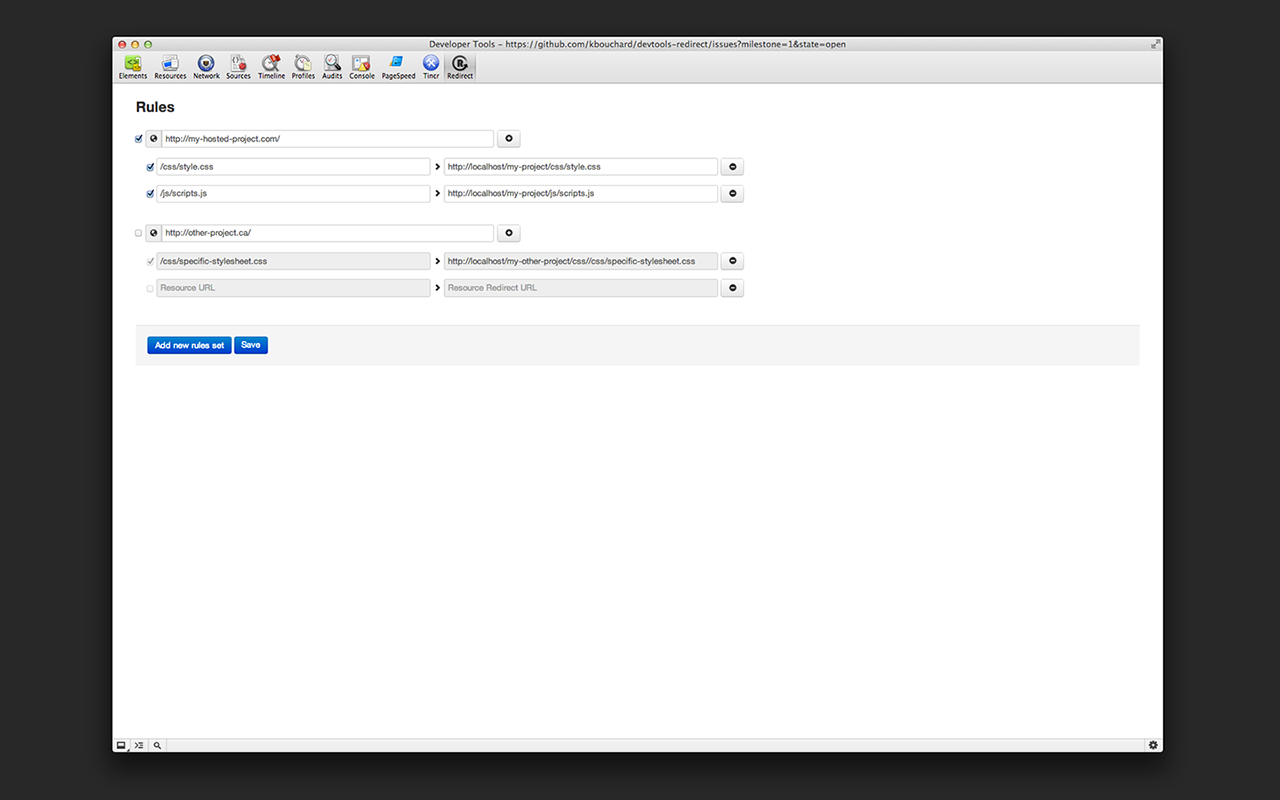 Developer Tools - https://github.com/kbouchard/devtools-redirect/issues?milestone=1&state=open
Elements Resources Network Sources Timeline Profiles Audits Console PageSpeed Tincr Redirect
Rules
http://my-hosted-project.com/
/css/style.css http://localhost/my-project/css/style.css
/js/scripts.js http://localhost/my-project/js/scripts.js
http://other-project.ca/
/css/specific-stylesheet.css http://localhost/my-other-project/css//css/specific-stylesheet.css
Resource URL Resource Redirect URL
Add new rules set Save